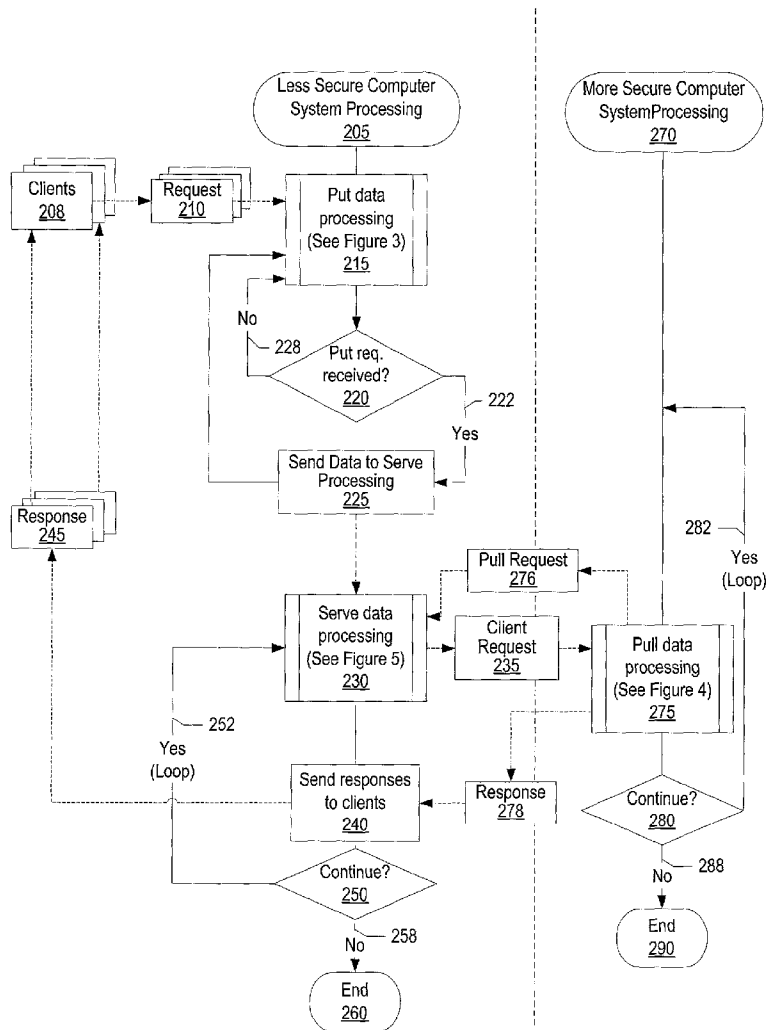 Less Secure Computer
System Processing
205
More Secure Computer
SystemProcessing
270
Clients
208
Request
210
Put data
processing
(See Figure 3)
215
No
228
Put req.
received?
220
222
Yes
Send Data to Serve
Processing
225
Response
245
282
Yes
(Loop)
Pull Request
276
Serve data
processing
(See Figure 5)
230
Client
Request
235
Pull data
processing
(See Figure 4)
275
252
Yes
(Loop)
Send responses
to clients
240
Response
278
Continue?
280
288
No
Continue?
250
258
No
End
290
End
260